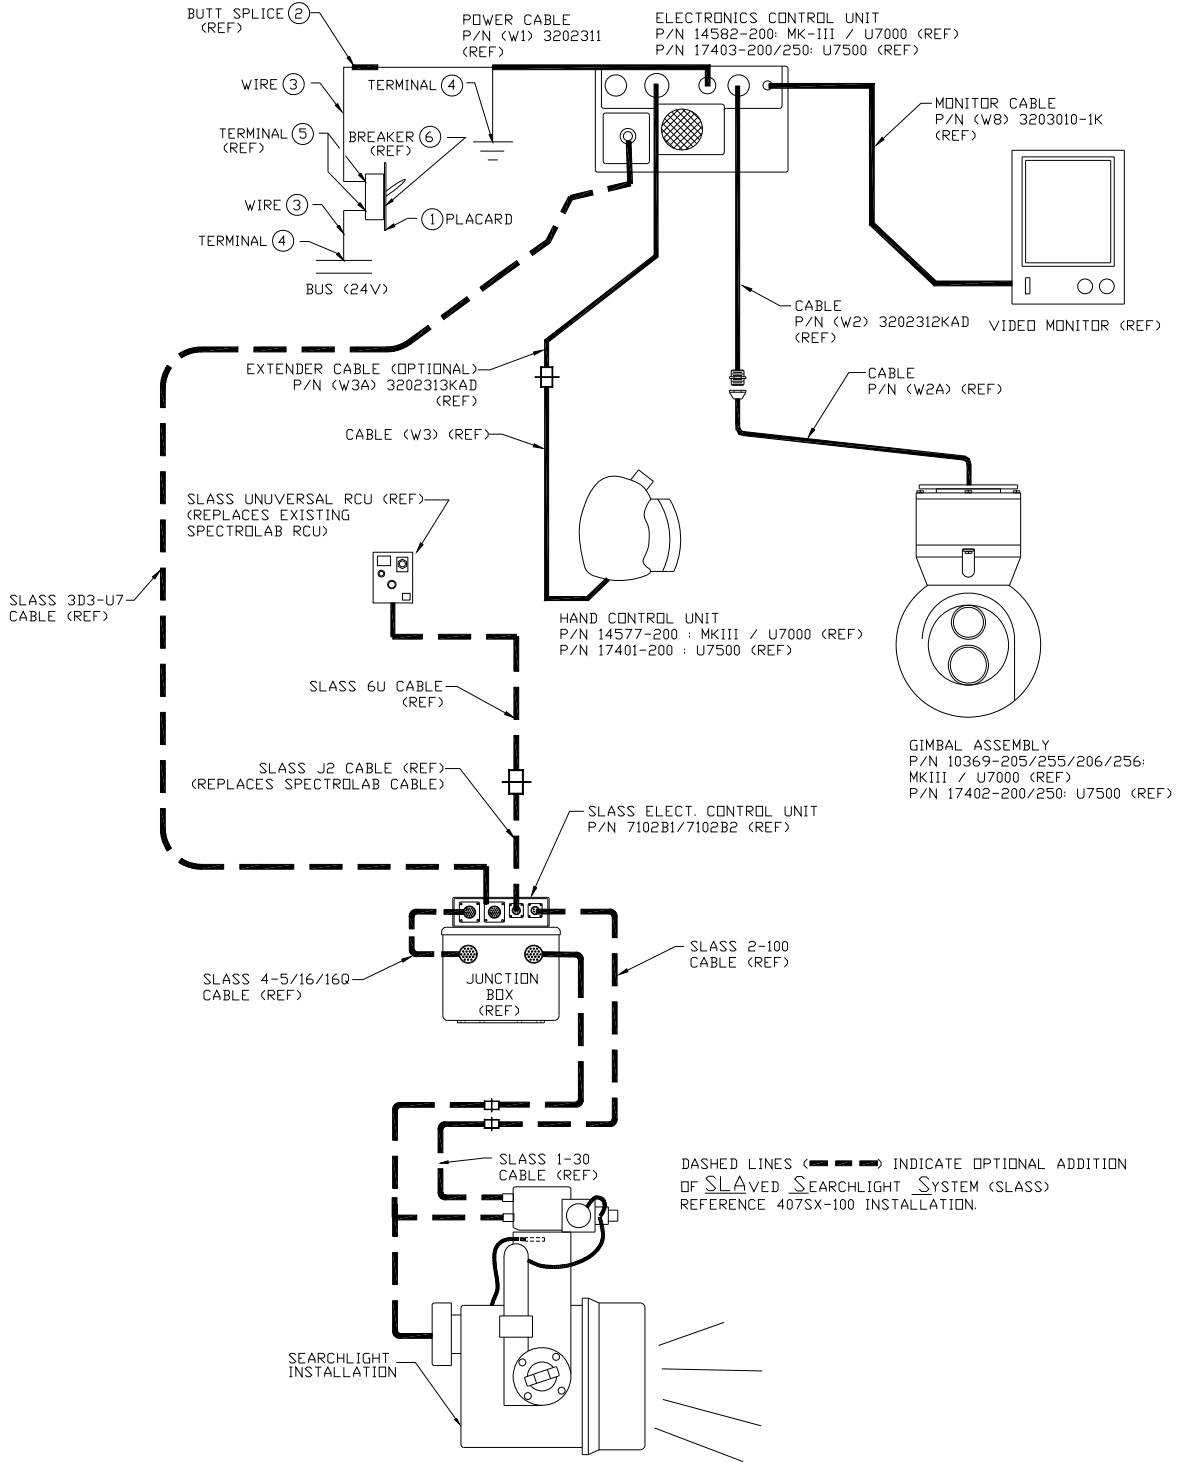 BUTT SPLICE 2
(REF)
POWER CABLE
P/N (W1) 3202311
(REF)
ELECTRONICS CONTROL UNIT
P/N 14582-200: MK-III / U7000 (REF)
P/N 17403-200/250: U7500 (REF)
WIRE 3
TERMINAL 4
TERMINAL 5
(REF)
BREAKER 6
(REF)
MONITOR CABLE
P/N (W8) 3203010-1K
(REF)
WIRE 3
1 PLACARD
TERMINAL 4
BUS (24V)
CABLE
P/N (W2) 3202312KAD
(REF)
VIDEO MONITOR (REF)
EXTENDER CABLE (OPTIONAL)
P/N (W3A) 3202313KAD
(REF)
CABLE
P/N (W2A) (REF)
CABLE (W3) (REF)
SLASS UNUVERSAL RCU (REF)
(REPLACES EXISTING
SPECTROLAB RCU)
SLASS 3D3-U7
CABLE (REF)
HAND CONTROL UNIT
P/N 14577-200 : MKIII / U7000 (REF)
P/N 17401-200 : U7500 (REF)
SLASS 6U CABLE
(REF)
GIMBAL ASSEMBLY
P/N 10369-205/255/206/256:
MKIII / U7000 (REF)
P/N 17402-200/250: U7500 (REF)
SLASS J2 CABLE (REF)
(REPLACES SPECTROLAB CABLE)
SLASS ELECT. CONTROL UNIT
P/N 7102B1/7102B2 (REF)
SLASS 2-100
CABLE (REF)
SLASS 4-5/16/16Q
CABLE (REF)
JUNCTION
BOX
(REF)
SLASS 1-30
CABLE (REF)
DASHED LINES ( ) INDICATE OPTIONAL ADDITION
OF SLAVED SEARCHLIGHT SYSTEM (SLASS)
REFERENCE 407SX-100 INSTALLATION.
SEARCHLIGHT
INSTALLATION